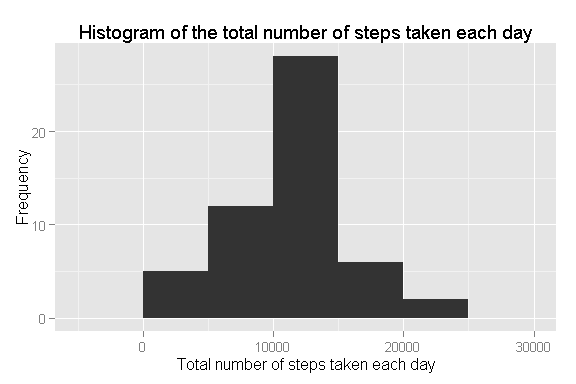 Histogram of the total number of steps taken each day
Frequency
20
10
0
0 10000 20000 30000
Total number of steps taken each day